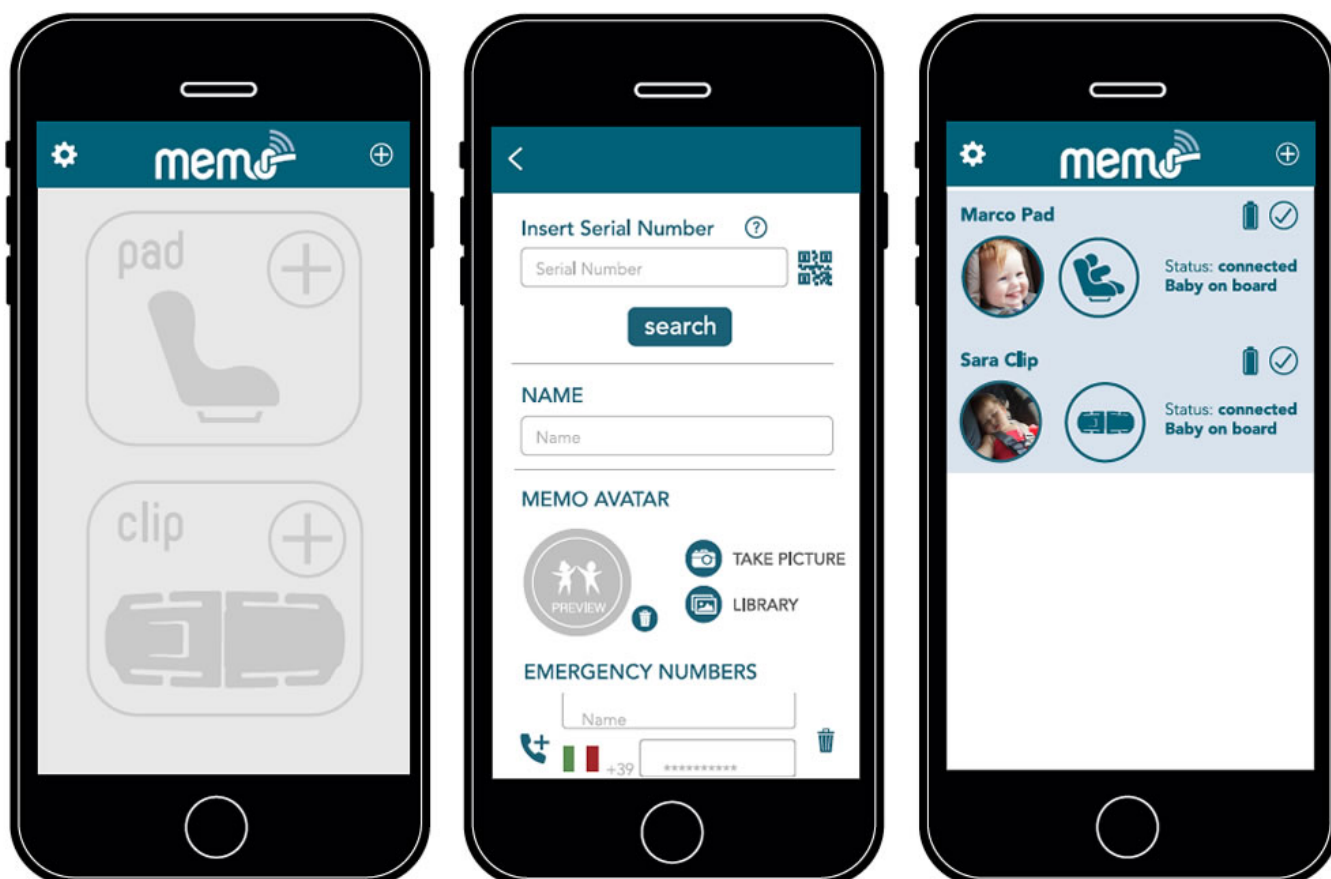 memo
pad
clip
Insert Serial Number ?
Serial Number
search
NAME
Name
MEMO AVATAR
PREVIEW
TAKE PICTURE
LIBRARY
EMERGENCY NUMBERS
Name
+39 **********
memo
Marco Pad
Status: connected
Baby on board
Sara Clip
Status: connected
Baby on board